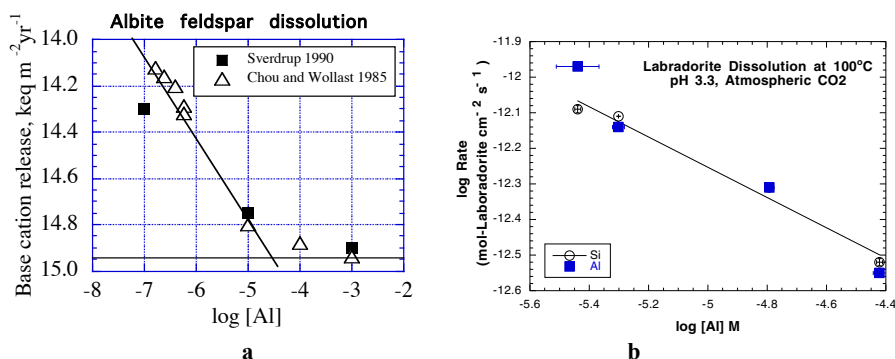 Albite feldspar dissolution
Base cation release, keq m⁻²yr⁻¹
14.0
14.2
14.4
14.6
14.8
15.0
Sverdrup 1990
Chou and Wollast 1985
-8 -7 -6 -5 -4 -3 -2
log [Al]
a
log Rate
(mol-Laboradorite cm⁻² s⁻¹)
-11.9
-12
-12.1
-12.2
-12.3
-12.4
-12.5
-12.6
Labradorite Dissolution at 100°C
pH 3.3, Atmospheric CO2
Si
Al
-5.6 -5.4 -5.2 -5 -4.8 -4.6 -4.4
log [Al] M
b